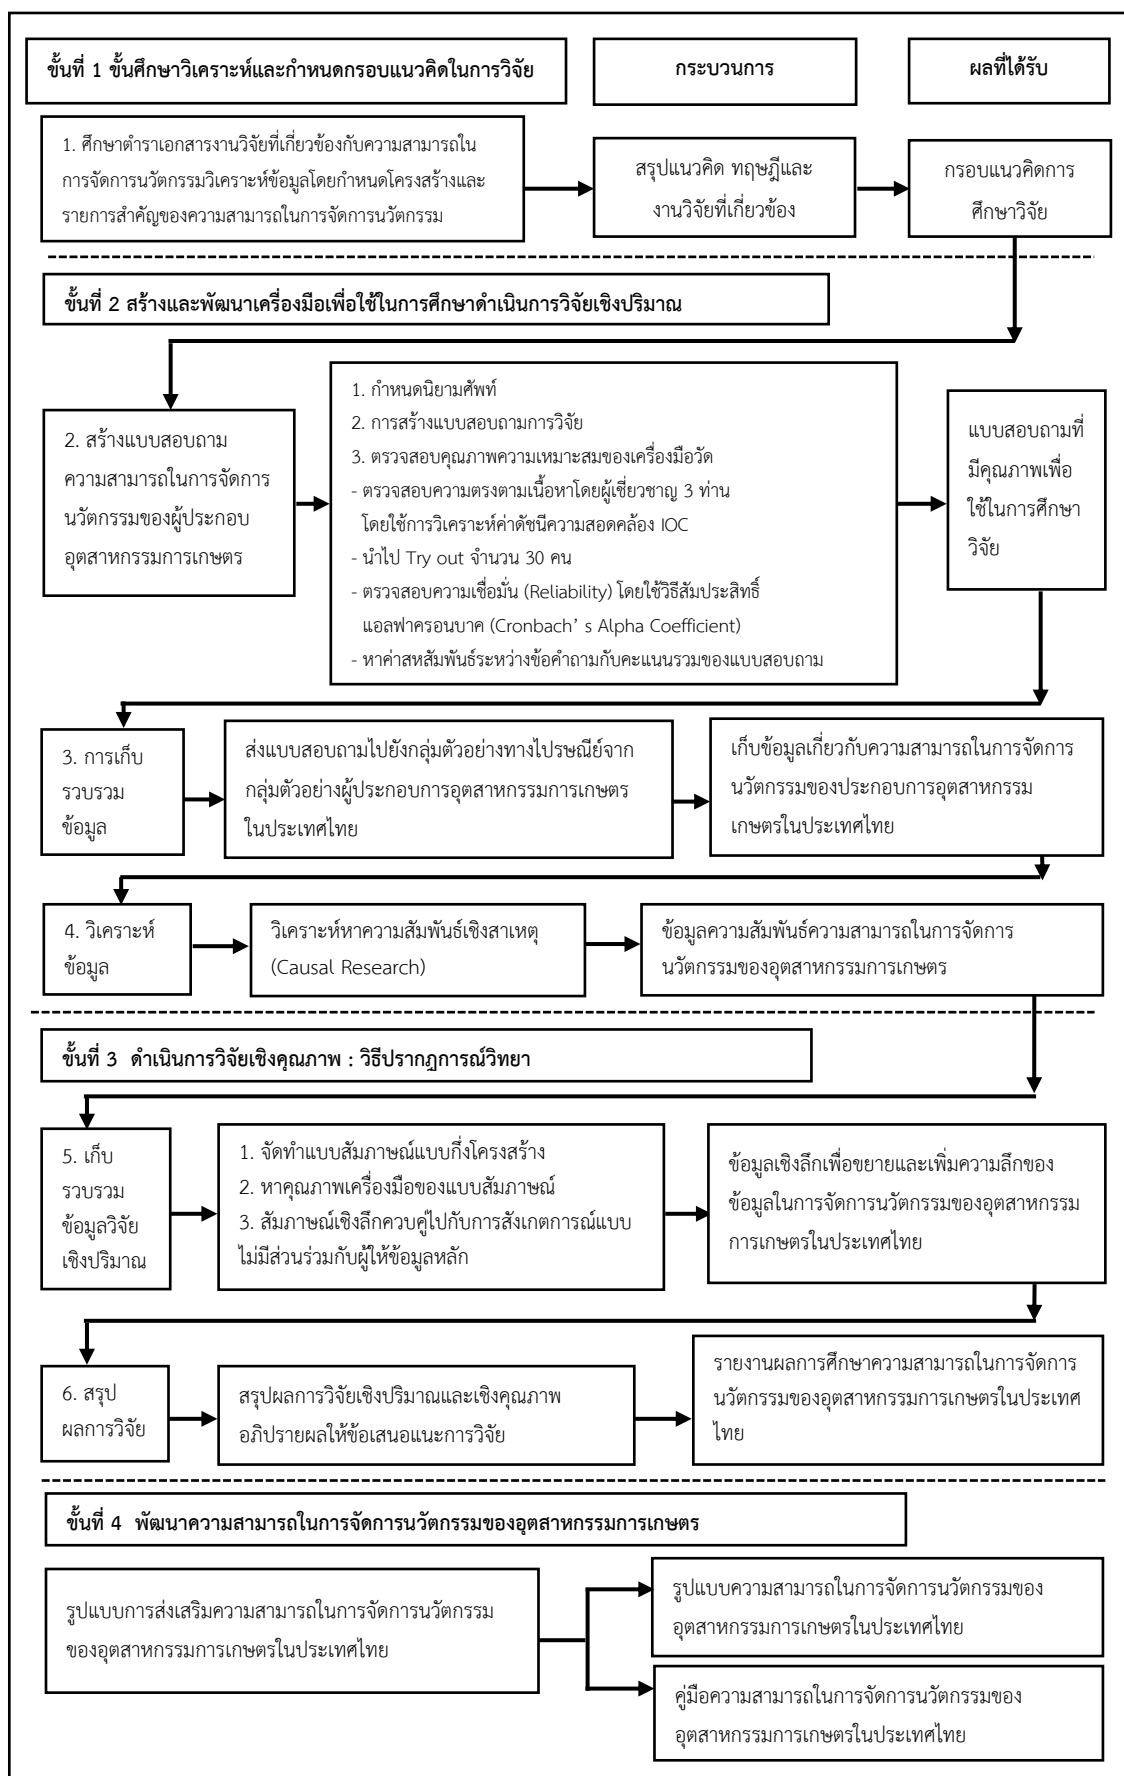 ขั้นที่ 1 ขั้นศึกษาวิเคราะห์และกำหนดกรอบแนวคิดในการวิจัย
กระบวนการ
ผลที่ได้รับ
1. ศึกษาตำราเอกสารงานวิจัยที่เกี่ยวข้องกับความสามารถใน
การจัดการนวัตกรรมวิเคราะห์ข้อมูลโดยกำหนดโครงสร้างและ
รายการสำคัญของความสามารถในการจัดการนวัตกรรม
สรุปแนวคิด ทฤษฎีและ
งานวิจัยที่เกี่ยวข้อง
กรอบแนวคิดการ
ศึกษาวิจัย
ขั้นที่ 2 สร้างและพัฒนาเครื่องมือเพื่อใช้ในการศึกษาดำเนินการวิจัยเชิงปริมาณ
2. สร้างแบบสอบถาม
ความสามารถในการจัดการ
นวัตกรรมของผู้ประกอบ
อุตสาหกรรมการเกษตร
1. กำหนดนิยามศัพท์
2. การสร้างแบบสอบถามการวิจัย
3. ตรวจสอบคุณภาพความเหมาะสมของเครื่องมือวัด
- ตรวจสอบความตรงตามเนื้อหาโดยผู้เชี่ยวชาญ 3 ท่าน
โดยใช้การวิเคราะห์ค่าดัชนีความสอดคล้อง IOC
- นำไป Try out จำนวน 30 คน
- ตรวจสอบความเชื่อมั่น (Reliability) โดยใช้วิธีสัมประสิทธิ์
แอลฟาครอนบาค (Cronbach’ s Alpha Coefficient)
- หาค่าสหสัมพันธ์ระหว่างข้อคำถามกับคะแนนรวมของแบบสอบถาม
แบบสอบถามที่
มีคุณภาพเพื่อ
ใช้ในการศึกษา
วิจัย
3. การเก็บ
รวบรวม
ข้อมูล
ส่งแบบสอบถามไปยังกลุ่มตัวอย่างทางไปรษณีย์จาก
กลุ่มตัวอย่างผู้ประกอบการอุตสาหกรรมการเกษตร
ในประเทศไทย
เก็บข้อมูลเกี่ยวกับความสามารถในการจัดการ
นวัตกรรมของประกอบการอุตสาหกรรม
เกษตรในประเทศไทย
4. วิเคราะห์
ข้อมูล
วิเคราะห์หาความสัมพันธ์เชิงสาเหตุ
(Causal Research)
ข้อมูลความสัมพันธ์ความสามารถในการจัดการ
นวัตกรรมของอุตสาหกรรมการเกษตร
ขั้นที่ 3 ดำเนินการวิจัยเชิงคุณภาพ : วิธีปรากฏการณ์วิทยา
5. เก็บ
รวบรวม
ข้อมูลวิจัย
เชิงปริมาณ
1. จัดทำแบบสัมภาษณ์แบบกึ่งโครงสร้าง
2. หาคุณภาพเครื่องมือของแบบสัมภาษณ์
3. สัมภาษณ์เชิงลึกควบคู่ไปกับการสังเกตการณ์แบบ
ไม่มีส่วนร่วมกับผู้ให้ข้อมูลหลัก
ข้อมูลเชิงลึกเพื่อขยายและเพิ่มความลึกของ
ข้อมูลในการจัดการนวัตกรรมของอุตสาหกรรม
การเกษตรในประเทศไทย
6. สรุป
ผลการวิจัย
สรุปผลการวิจัยเชิงปริมาณและเชิงคุณภาพ
อภิปรายผลให้ข้อเสนอแนะการวิจัย
รายงานผลการศึกษาความสามารถในการจัดการ
นวัตกรรมของอุตสาหกรรมการเกษตรในประเทศ
ไทย
ขั้นที่ 4 พัฒนาความสามารถในการจัดการนวัตกรรมของอุตสาหกรรมการเกษตร
รูปแบบการส่งเสริมความสามารถในการจัดการนวัตกรรม
ของอุตสาหกรรมการเกษตรในประเทศไทย
รูปแบบความสามารถในการจัดการนวัตกรรมของ
อุตสาหกรรมการเกษตรในประเทศไทย
คู่มือความสามารถในการจัดการนวัตกรรมของ
อุตสาหกรรมการเกษตรในประเทศไทย